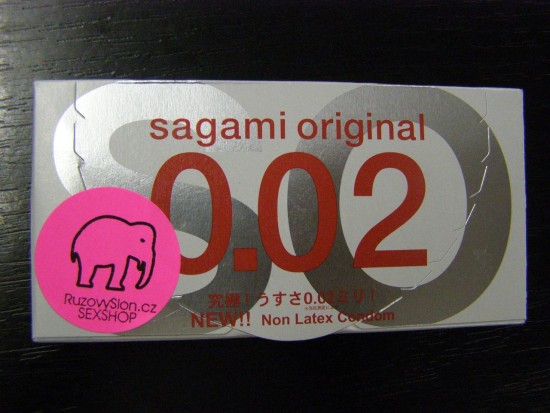 SO
sagami original
0.02
究極!うすさ0.02ミリ!
NEW!! Non Latex Condom
RuzovySlon.cz
SEXSHOP